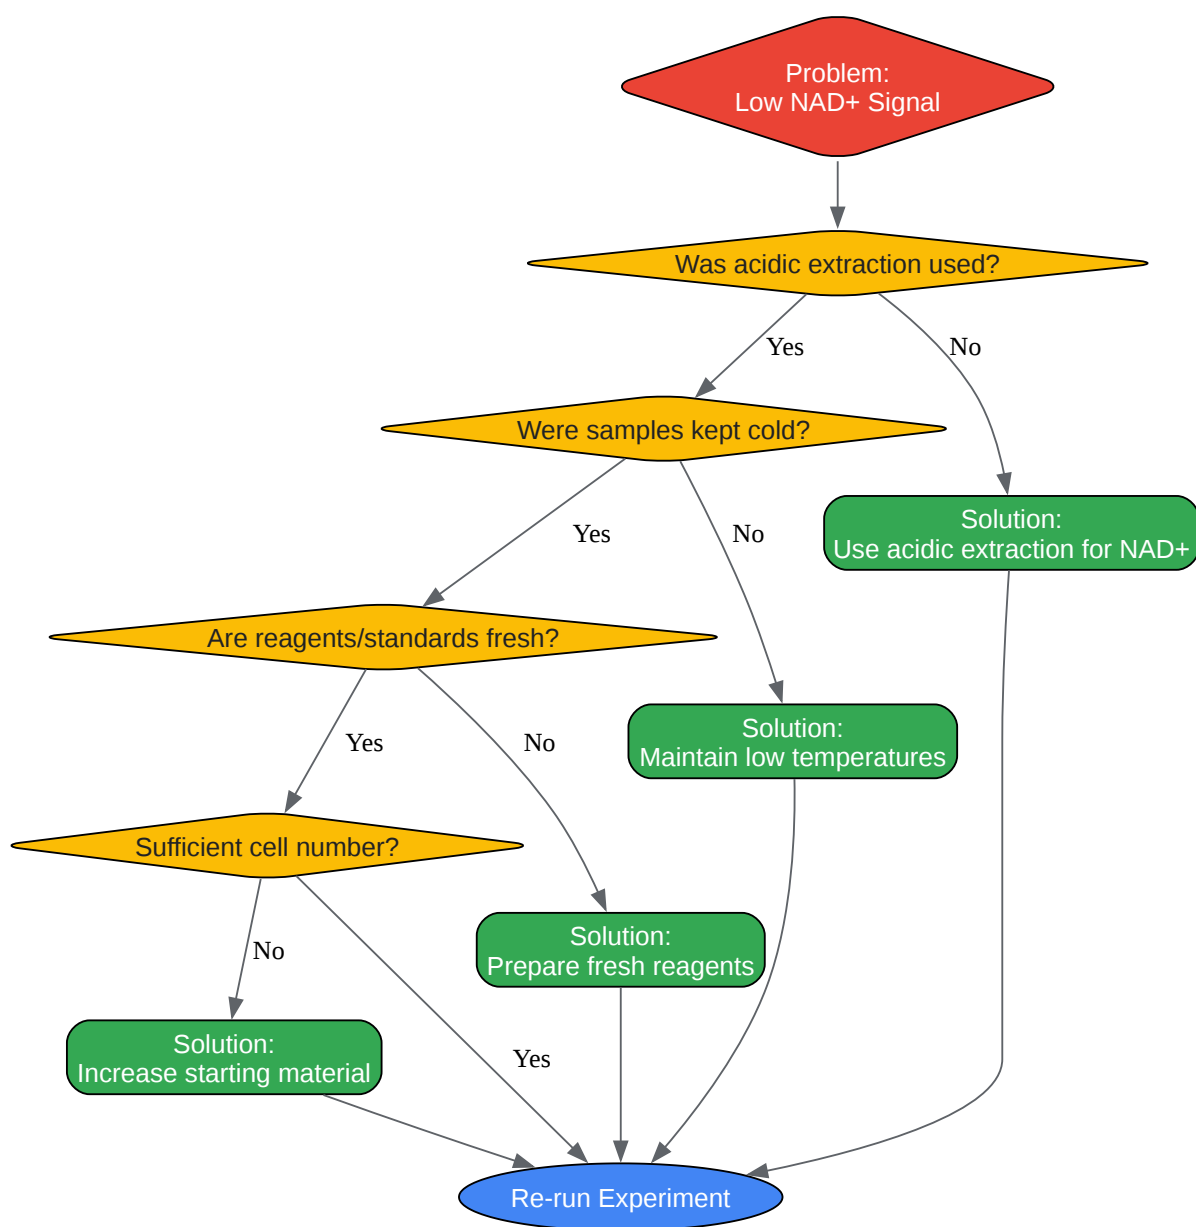 Problem:
Low NAD+ Signal
Was acidic extraction used?
Yes
No
Were samples kept cold?
Yes
No
Solution:
Use acidic extraction for NAD+
Are reagents/standards fresh?
Yes
No
Solution:
Maintain low temperatures
Sufficient cell number?
No
Yes
Solution:
Prepare fresh reagents
Solution:
Increase starting material
Re-run Experiment